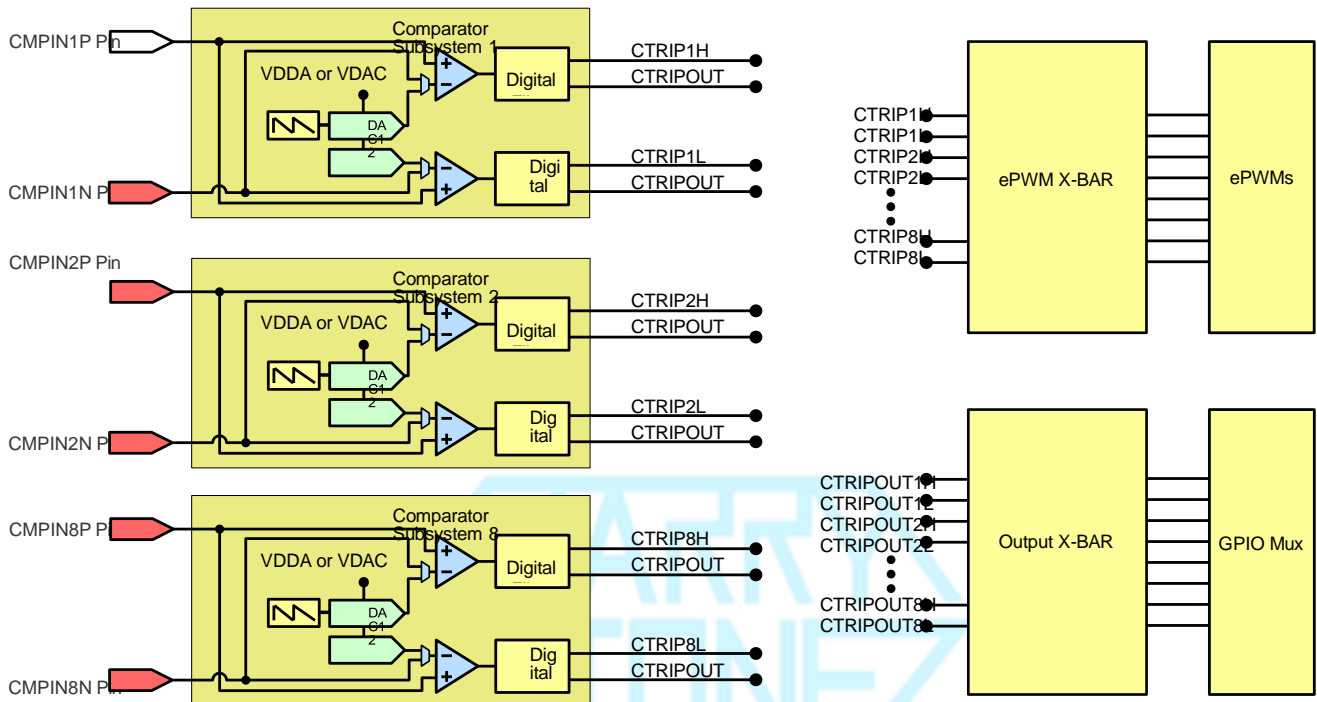 CMPIN1P Pin
Comparator
Subsystem 1
VDDA or VDAC
DA
C1
2
Digital
CTRIP1H
CTRIPOUT
Digi
tal
CTRIP1L
CTRIPOUT
CMPIN1N P
CMPIN2P Pin
Comparator
Subsystem 2
VDDA or VDAC
DA
C1
2
Digital
CTRIP2H
CTRIPOUT
Dig
ital
CTRIP2L
CTRIPOUT
CMPIN2N P
CMPIN8P Pi
Comparator
Subsystem 8
VDDA or VDAC
DA
C1
2
Digital
CTRIP8H
CTRIPOUT
Dig
ital
CTRIP8L
CTRIPOUT
CMPIN8N Pin
CTRIP1H
CTRIP1L
CTRIP2H
CTRIP2L
CTRIP8H
CTRIP8L
ePWM X-BAR
ePWMs
CTRIPOUT1H
CTRIPOUT1L
CTRIPOUT2H
CTRIPOUT2L
CTRIPOUT8H
CTRIPOUT8L
Output X-BAR
GPIO Mux